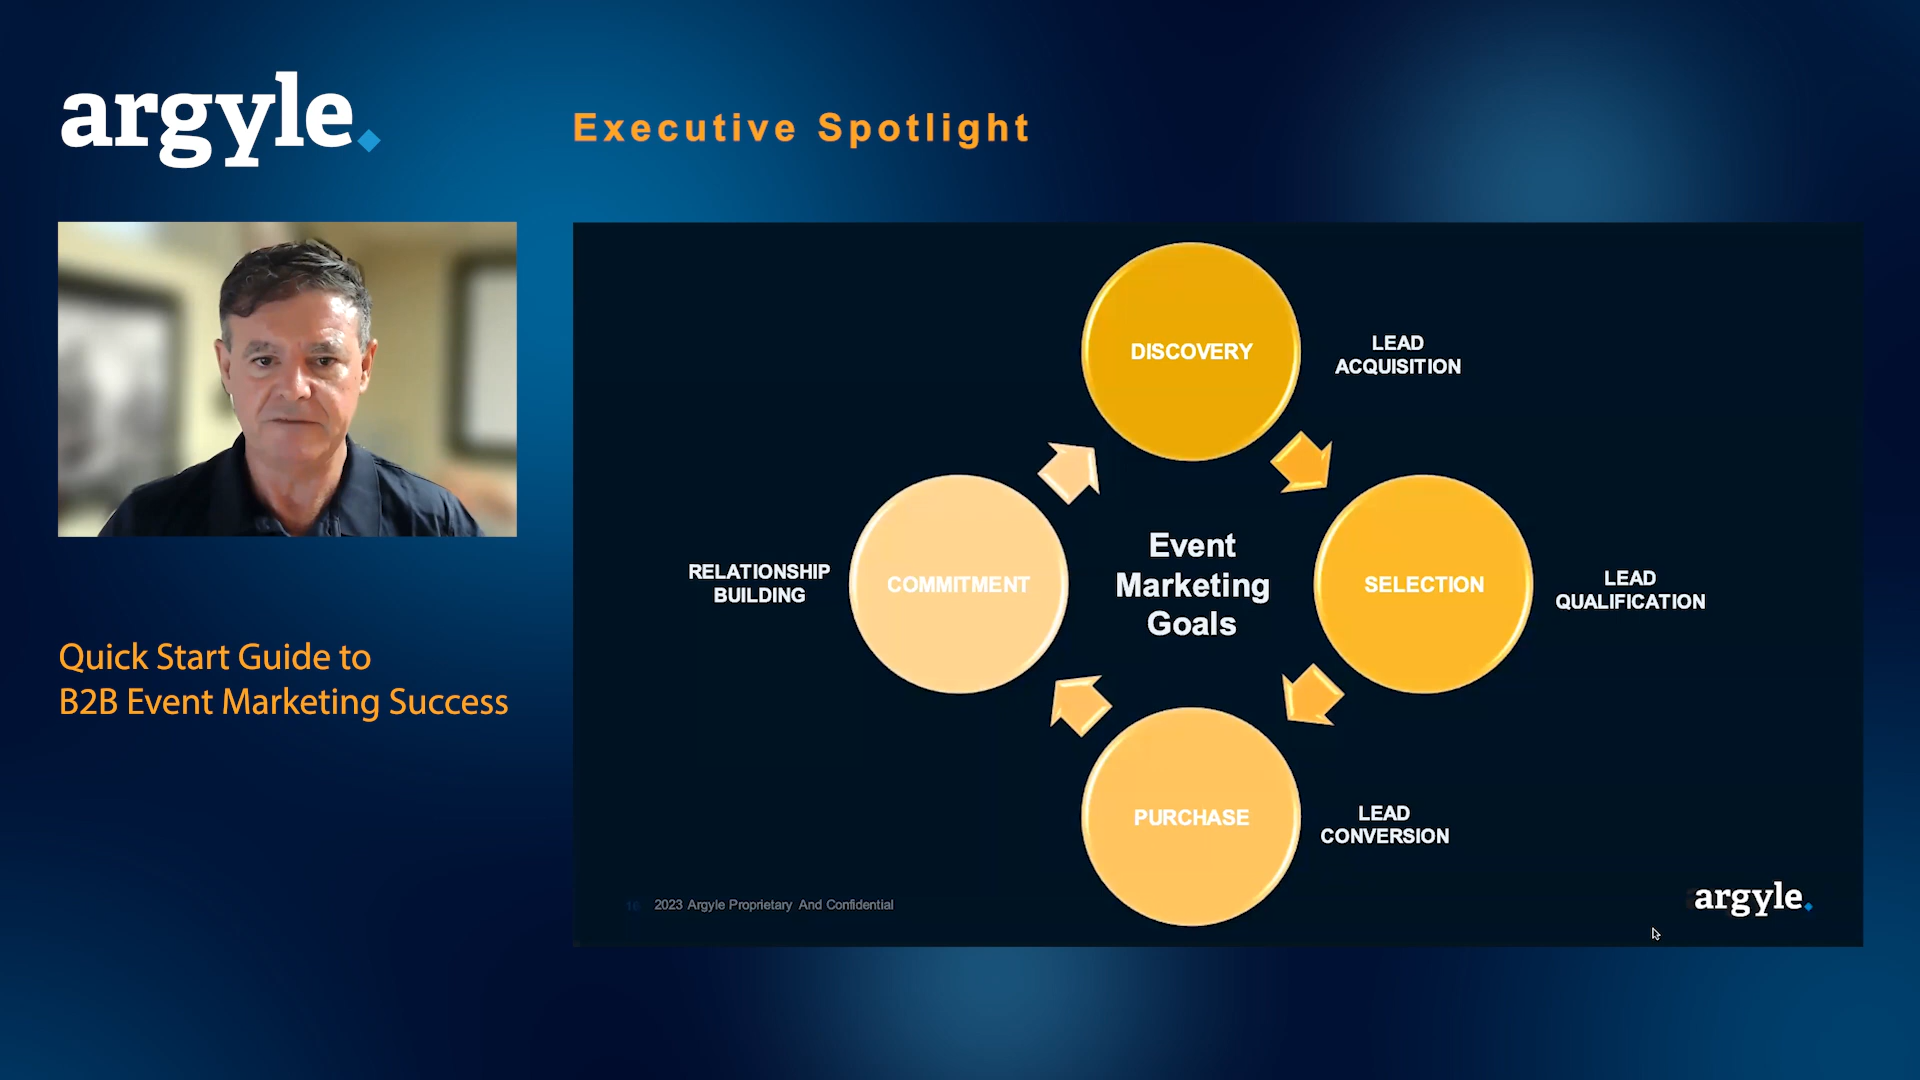 argyle.
Executive Spotlight
Quick Start Guide to
B2B Event Marketing Success
DISCOVERY
LEAD
ACQUISITION
SELECTION
LEAD
QUALIFICATION
PURCHASE
LEAD
CONVERSION
COMMITMENT
RELATIONSHIP
BUILDING
Event
Marketing
Goals
16 2023 Argyle Proprietary And Confidential
argyle.